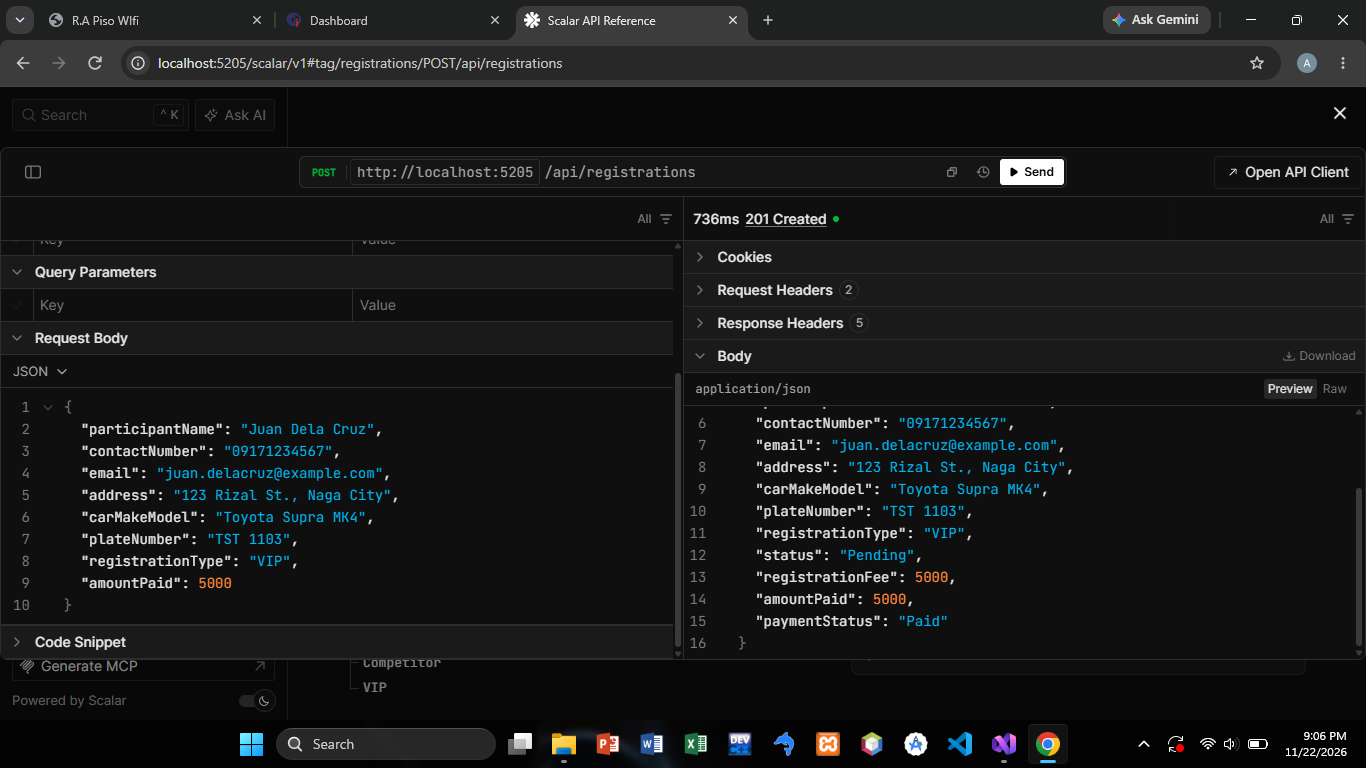 R.A Piso WIfi
Dashboard
Scalar API Reference
Ask Gemini
localhost:5205/scalar/v1#tag/registrations/POST/api/registrations
A
Search
^ K
Ask AI
POST
http://localhost:5205
/api/registrations
Send
Open API Client
All
736ms 201 Created
All
Key
Value
Query Parameters
Key
Value
Request Body
JSON
1 {
2 "participantName": "Juan Dela Cruz",
3 "contactNumber": "09171234567",
4 "email": "juan.delacruz@example.com",
5 "address": "123 Rizal St., Naga City",
6 "carMakeModel": "Toyota Supra MK4",
7 "plateNumber": "TST 1103",
8 "registrationType": "VIP",
9 "amountPaid": 5000
10 }
Code Snippet
Cookies
Request Headers 2
Response Headers 5
Body
Download
application/json
Preview
Raw
6 "contactNumber": "09171234567",
7 "email": "juan.delacruz@example.com",
8 "address": "123 Rizal St., Naga City",
9 "carMakeModel": "Toyota Supra MK4",
10 "plateNumber": "TST 1103",
11 "registrationType": "VIP",
12 "status": "Pending",
13 "registrationFee": 5000,
14 "amountPaid": 5000,
15 "paymentStatus": "Paid"
16 }
Generate MCP
Competitor
VIP
Powered by Scalar
Search
DEV
9:06 PM
11/22/2026